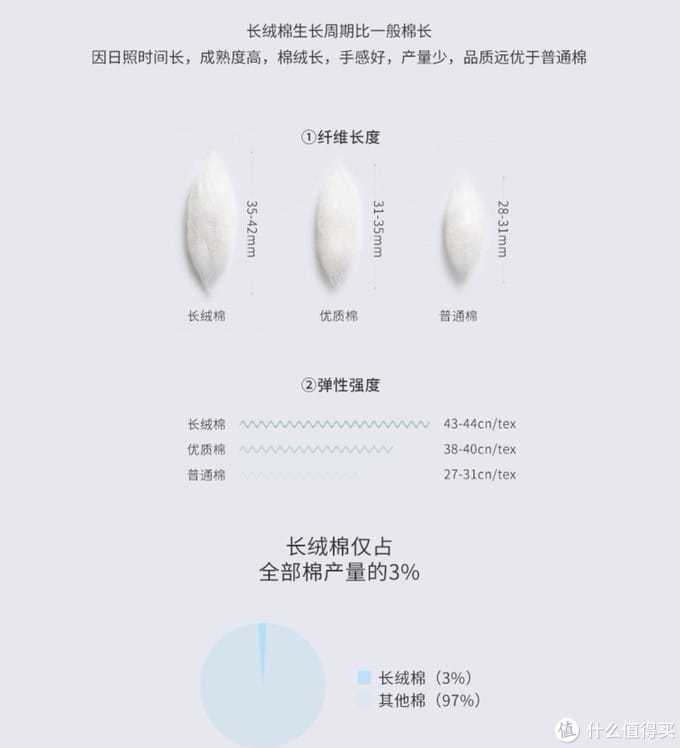 长绒棉生长周期比一般棉长
因日照时间长，成熟度高，棉绒长，手感好，产量少，品质远优于普通棉
①纤维长度
35-42mm
31-35mm
28-31mm
长绒棉
优质棉
普通棉
②弹性强度
长绒棉 43-44cn/tex
优质棉 38-40cn/tex
普通棉 27-31cn/tex
长绒棉仅占
全部棉产量的3%
长绒棉（3%）
其他棉（97%）
值 什么值得买